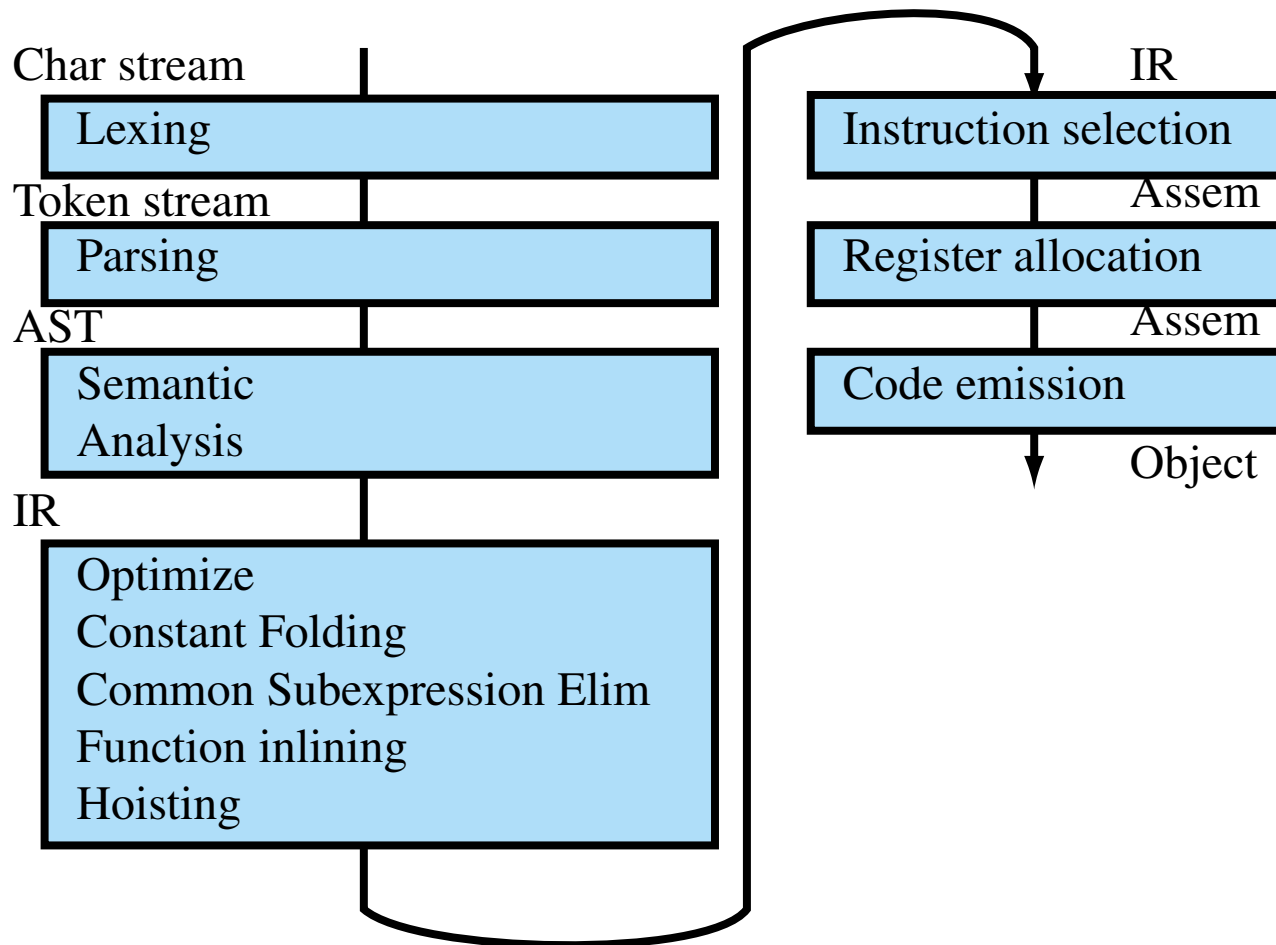 Char stream
Lexing
Token stream
Parsing
AST
Semantic
Analysis
IR
Optimize
Constant Folding
Common Subexpression Elim
Function inlining
Hoisting
IR
Instruction selection
Assem
Register allocation
Assem
Code emission
Object